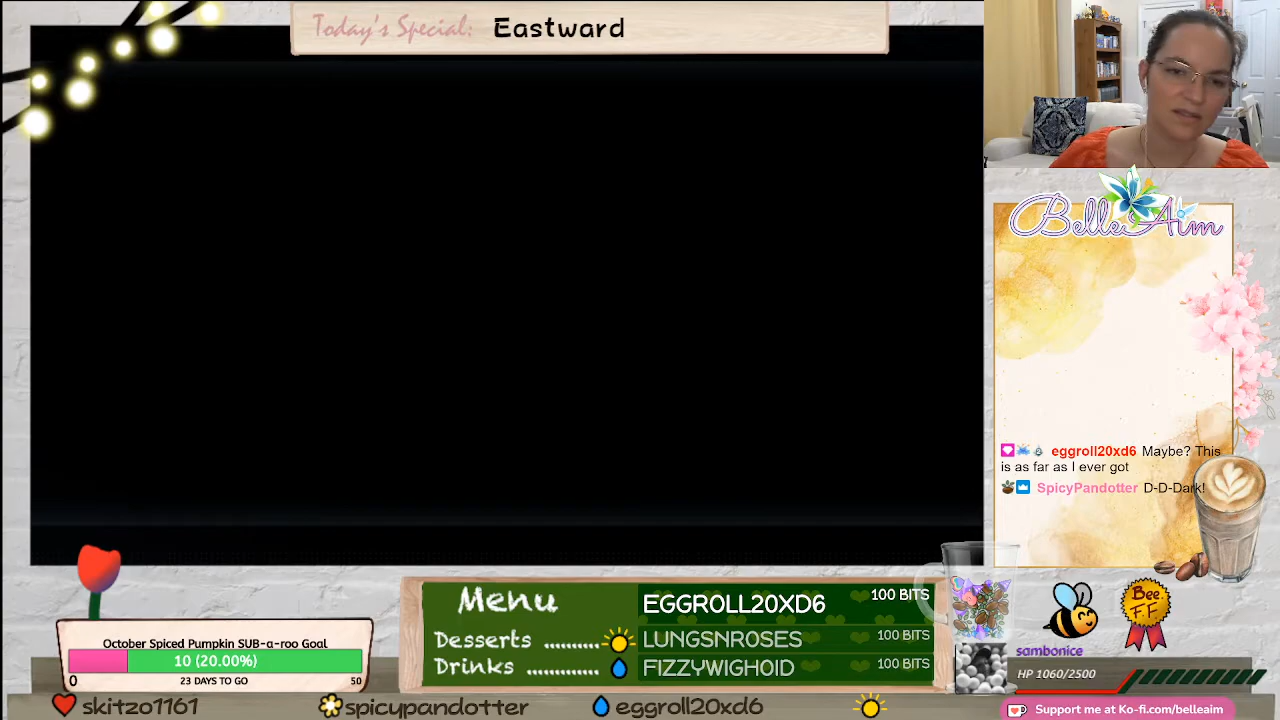 Today's Special: Eastward
BelleAim
eggroll20xd6 Maybe? This
is as far as I ever got
SpicyPandotter D-D-Dark!
October Spiced Pumpkin SUB-a-roo Goal
10 (20.00%)
0 23 DAYS TO GO 50
Menu
Desserts ..........
Drinks .............
EGGROLL20XD6 100 BITS
LUNGSNROSES 100 BITS
FIZZYWIGHOID 100 BITS
Bee
F.F
sambonice
HP 1060/2500
skitzo1161 spicypandotter eggroll20xd6
Support me at Ko-fi.com/belleaim